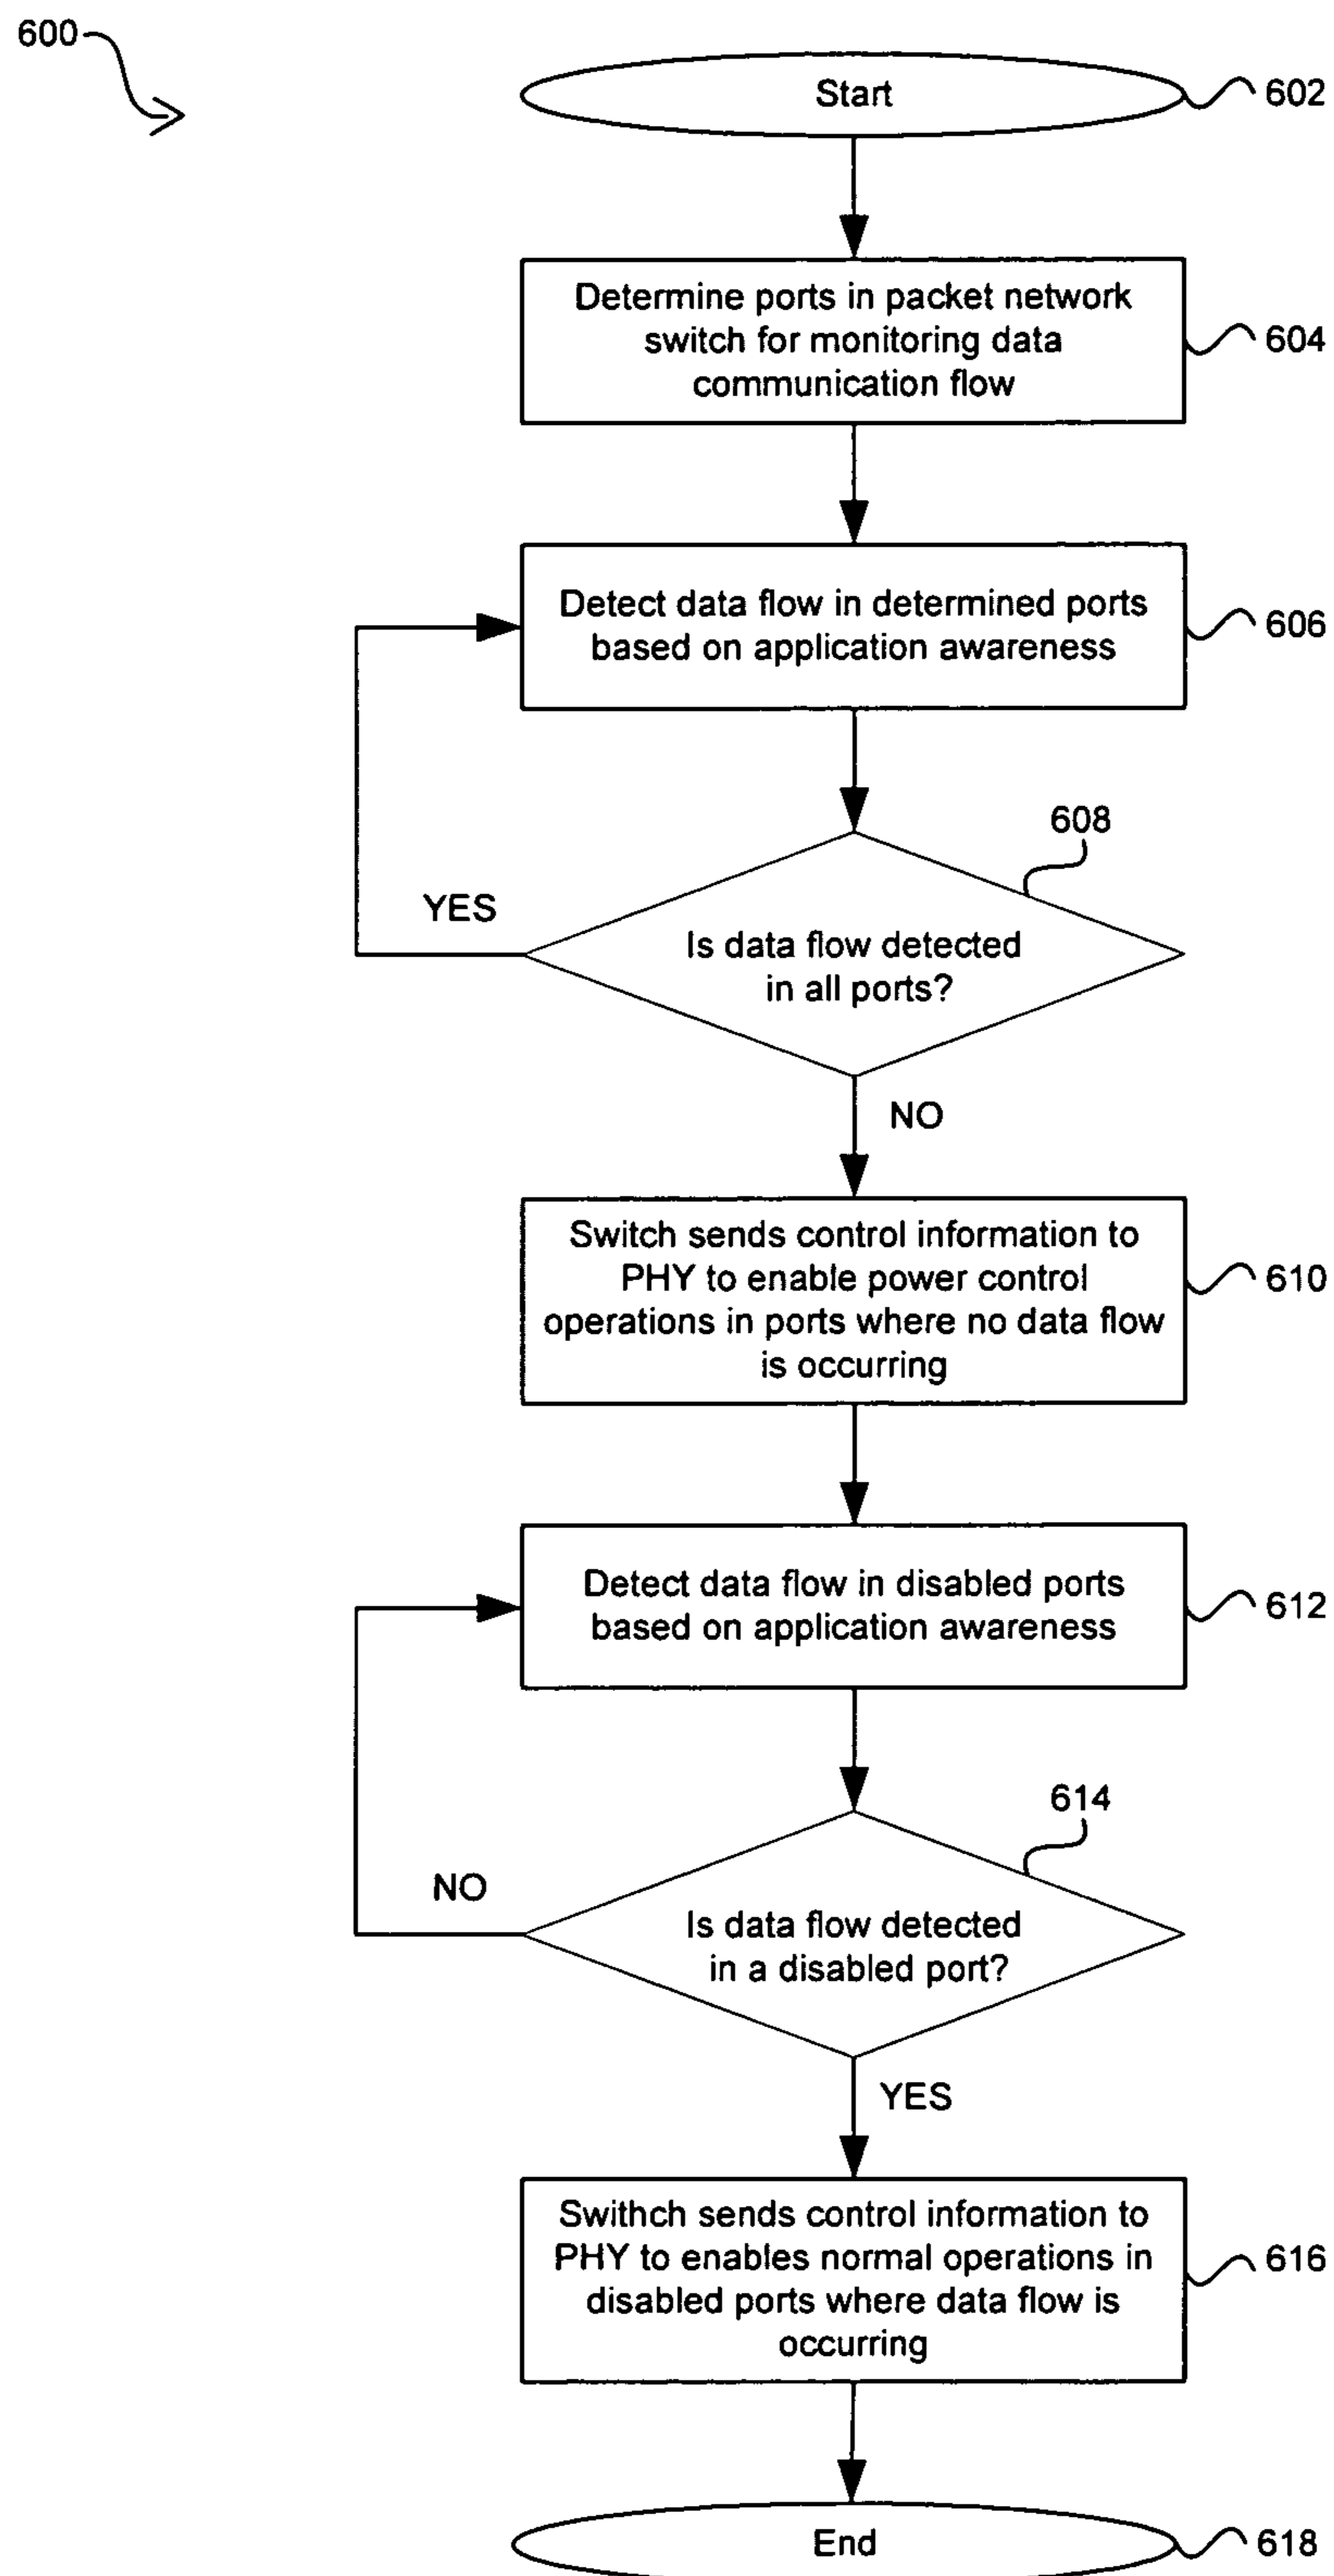 600
Start
602
Determine ports in packet network
switch for monitoring data
communication flow
604
Detect data flow in determined ports
based on application awareness
606
608
YES
Is data flow detected
in all ports?
NO
Switch sends control information to
PHY to enable power control
operations in ports where no data flow
is occurring
610
Detect data flow in disabled ports
based on application awareness
612
614
NO
Is data flow detected
in a disabled port?
YES
Swithch sends control information to
PHY to enables normal operations in
disabled ports where data flow is
occurring
616
End
618